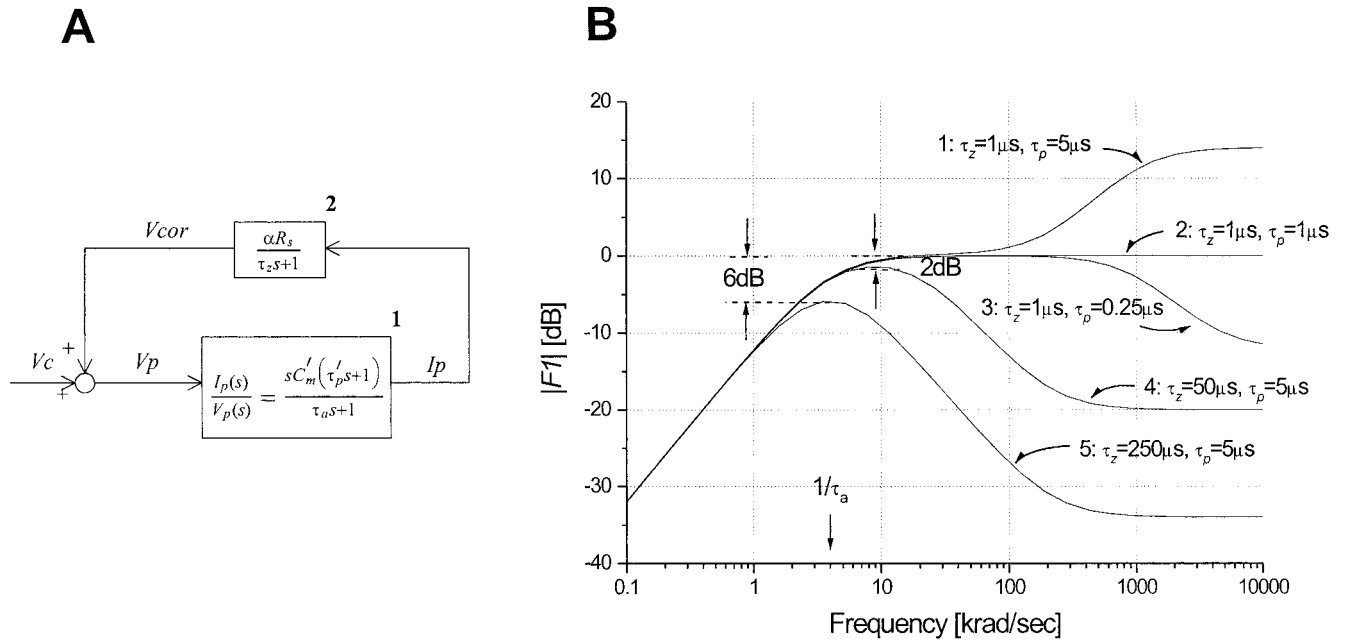 A
B
2
Vcor
αRs
τzs+1
1
Vc
+
+
Vp
Ip(s)
Vp(s)
=
sC′m(τ′ps+1)
τas+1
Ip
20
10
0
-10
-20
-30
-40
|F1| [dB]
1: τz=1μs, τp=5μs
2: τz=1μs, τp=1μs
6dB
2dB
3: τz=1μs, τp=0.25μs
4: τz=50μs, τp=5μs
5: τz=250μs, τp=5μs
1/τa
0.1
1
10
100
1000
10000
Frequency [krad/sec]